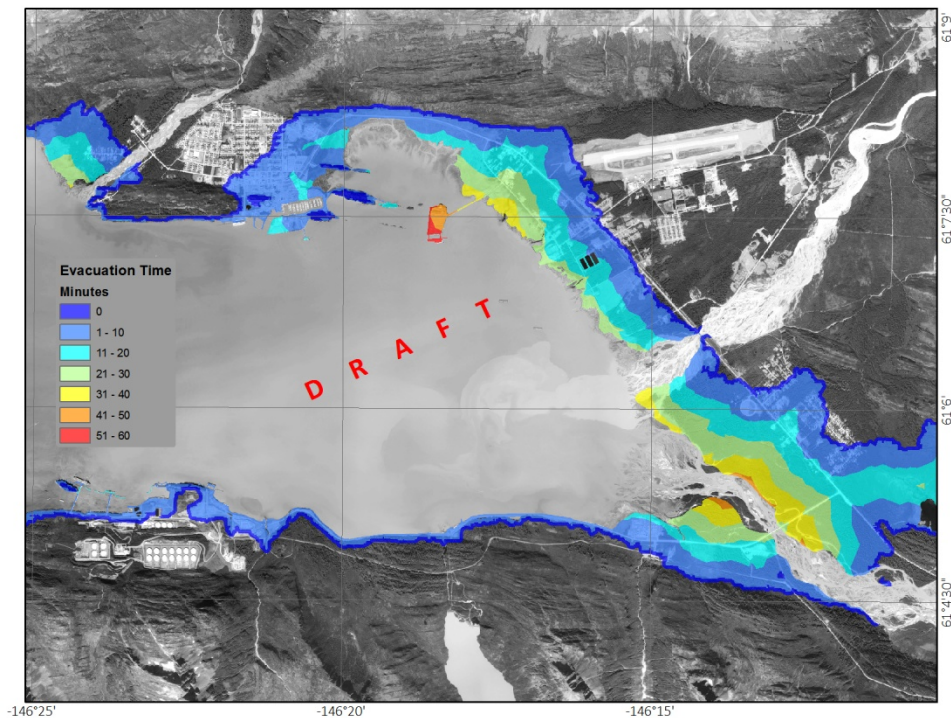 61°9'
61°7'30"
Evacuation Time
Minutes
0
1 - 10
11 - 20
21 - 30
31 - 40
41 - 50
51 - 60
DRAFT
61°6'
61°4'30"
-146°25' -146°20' -146°15'